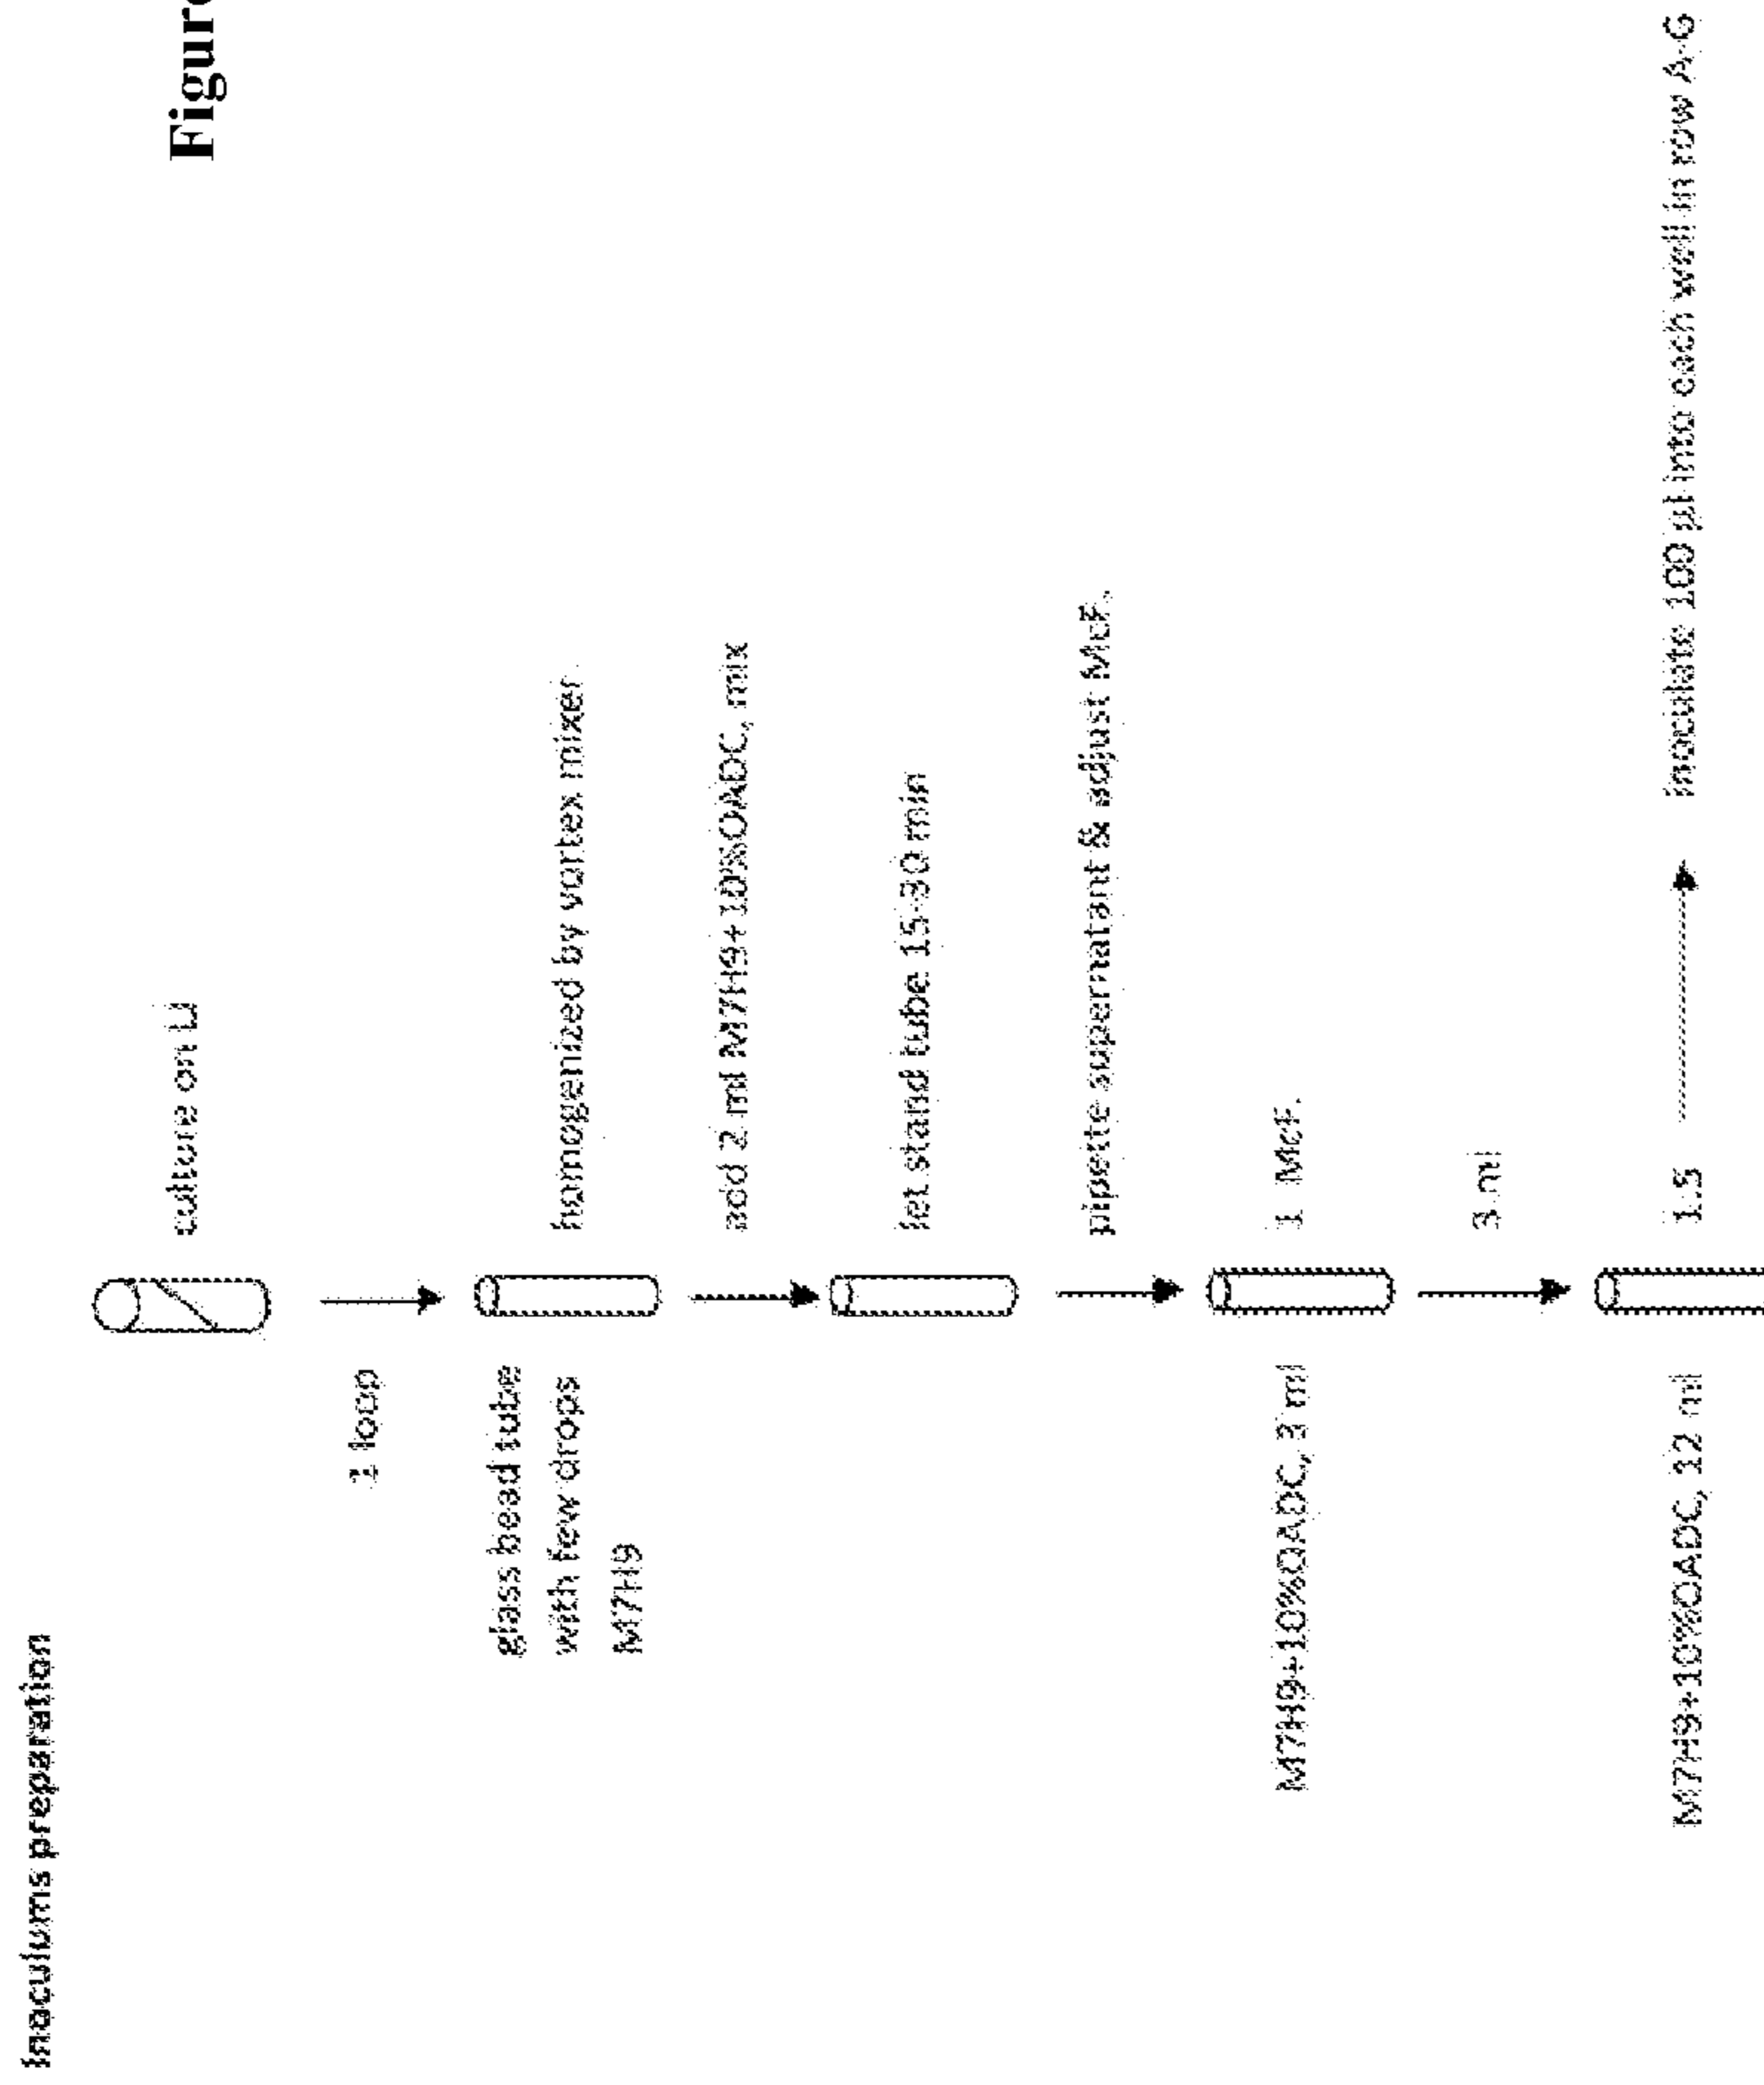 Inoculums preparation
Figure
culture on LJ
1 loop
glass bead tube
with few drops
M7H9
homogenized by vortex mixer
add 2 ml M7H9+10%OADC, mix
let stand tube 15-30 min
pipette supernatant & adjust McF.
M7H9+10%OADC, 3 ml
1 McF.
3 ml
M7H9+10%OADC, 12 ml
1:5
inoculate 100 µl into each well in row A-G